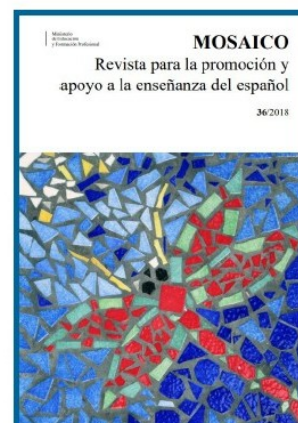 Ministerio
de Educación
y Formación Profesional
MOSAICO
Revista para la promoción y
apoyo a la enseñanza del español
36/2018